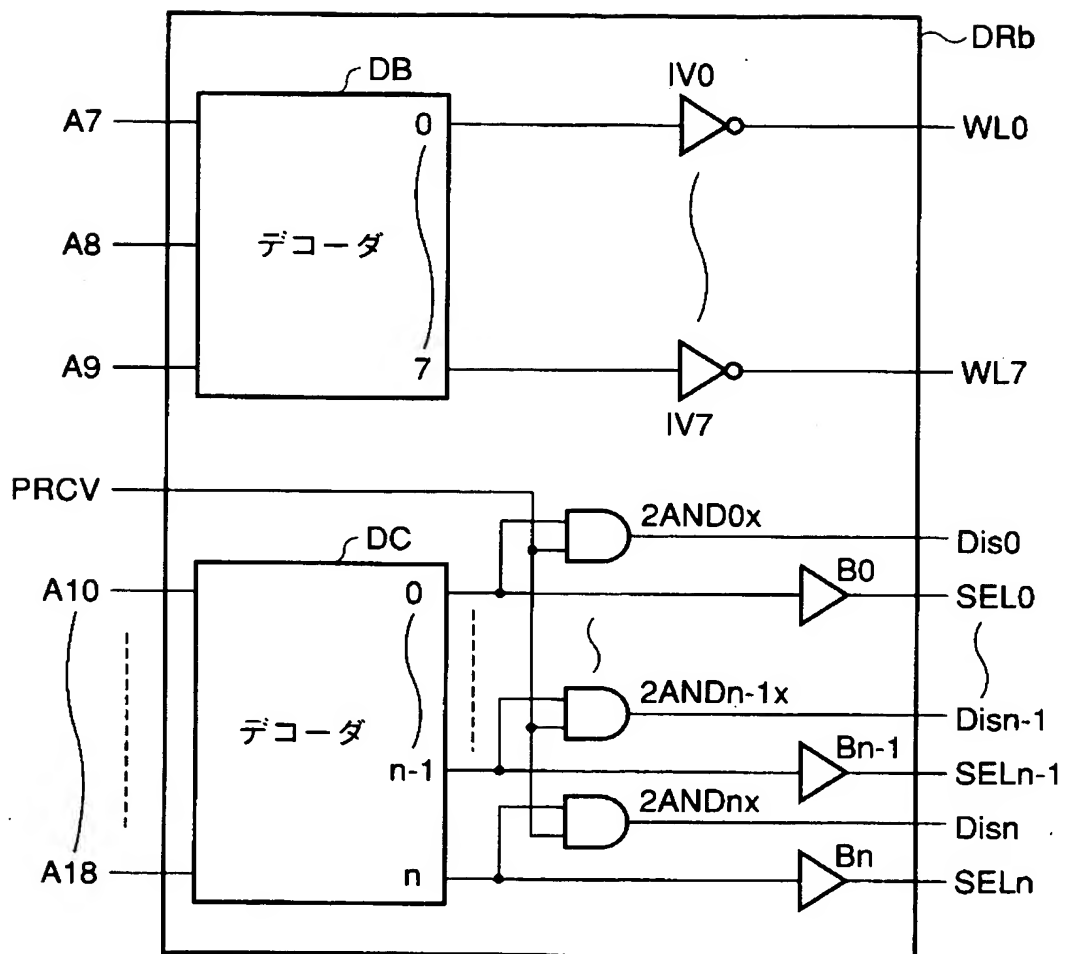 DRb
DB
IV0
A7
0
WL0
A8
デコーダ
A9
7
WL7
IV7
PRCV
2AND0x
Dis0
DC
B0
A10
0
SEL0
2ANDn-1x
Disn-1
デコーダ
Bn-1
n-1
SELn-1
2ANDnx
Disn
Bn
A18
n
SELn